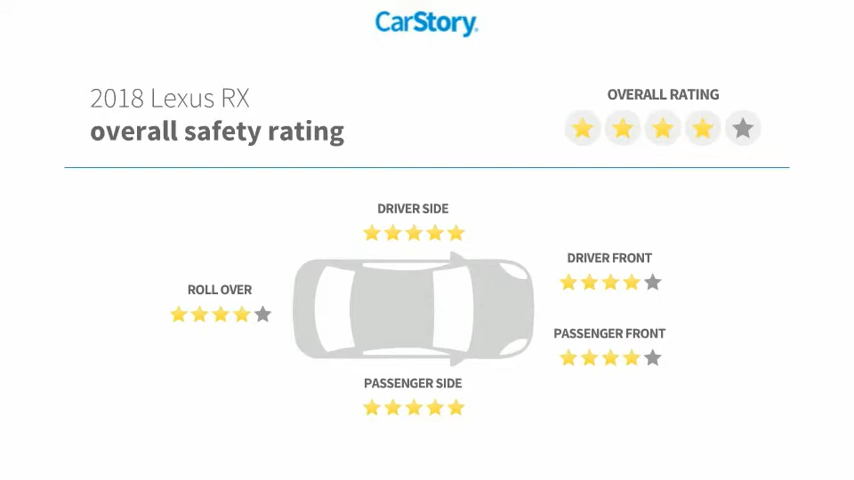 CarStory
2018 Lexus RX
overall safety rating
OVERALL RATING
DRIVER SIDE
DRIVER FRONT
ROLL OVER
PASSENGER FRONT
PASSENGER SIDE